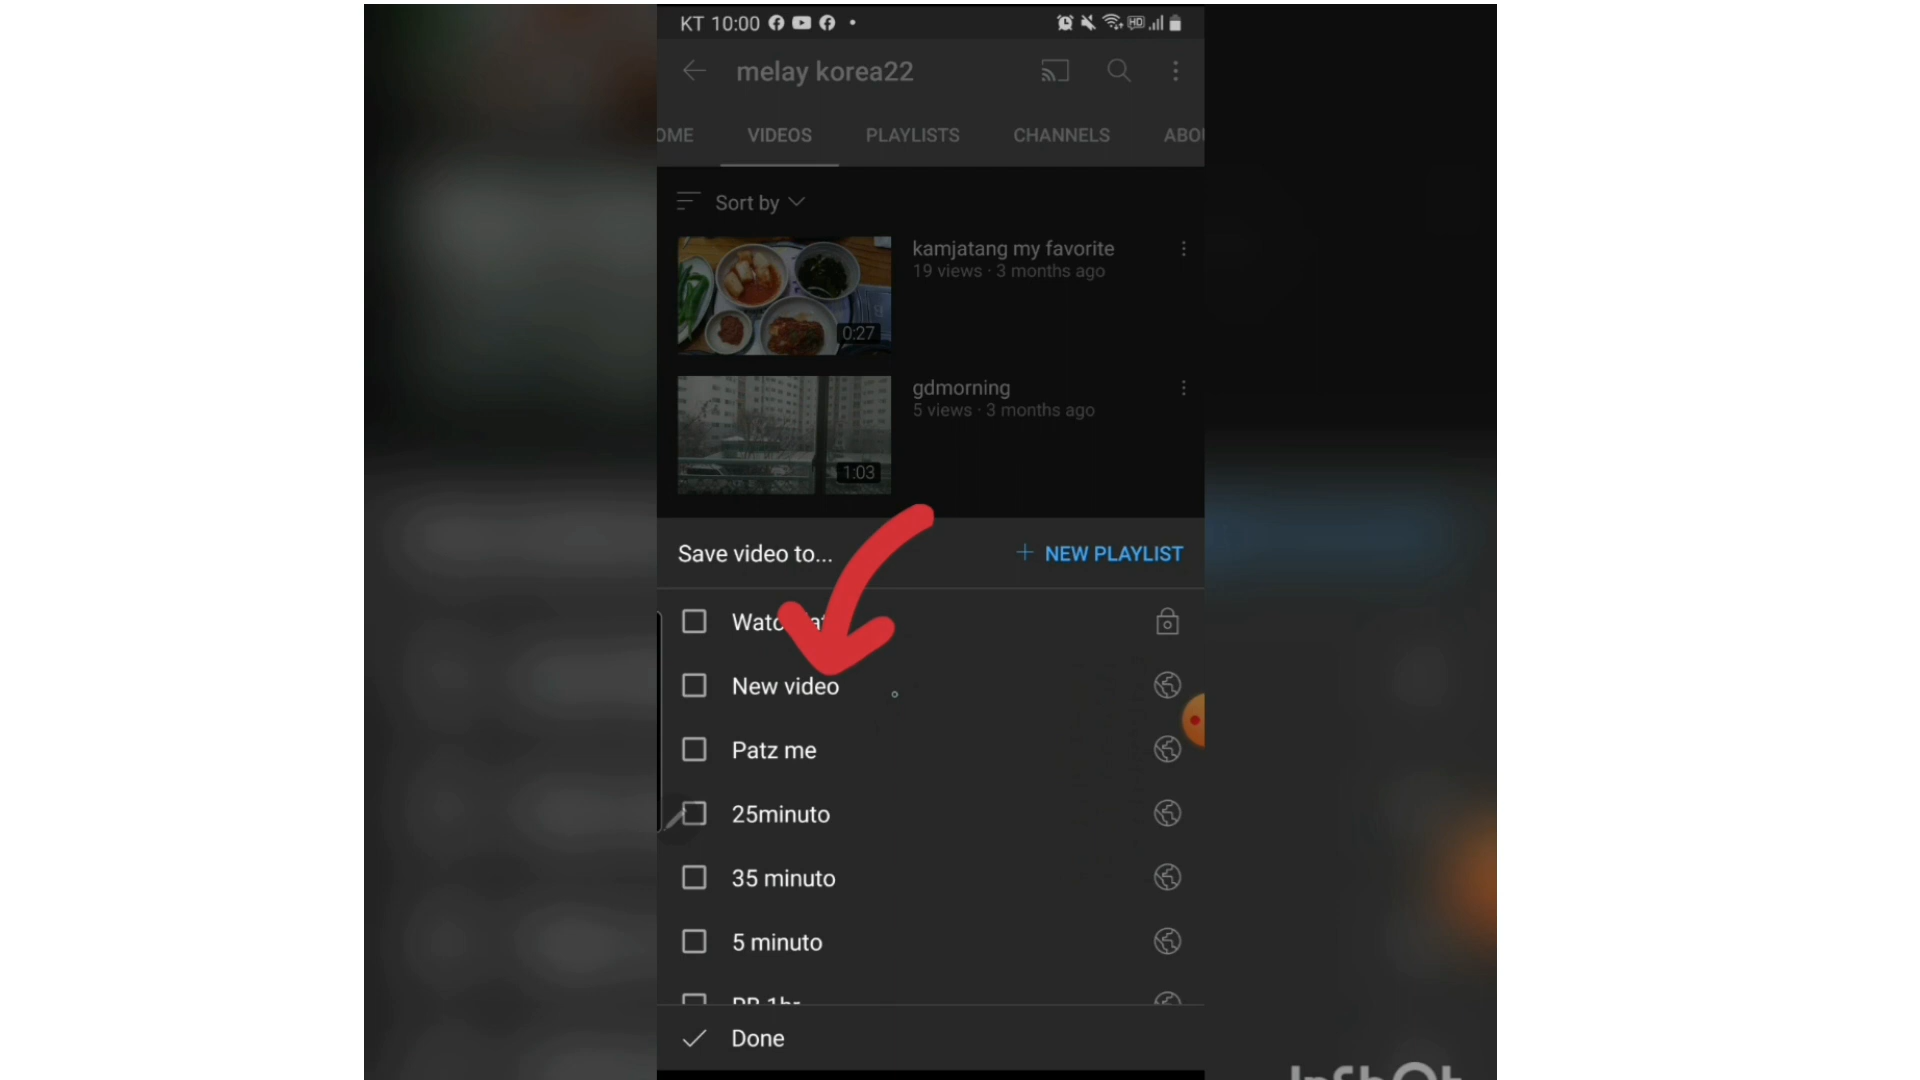 KT 10:00
melay korea22
OME VIDEOS PLAYLISTS CHANNELS ABOU
Sort by
kamjatang my favorite
19 views · 3 months ago
0:27
gdmorning
5 views · 3 months ago
1:03
Save video to...
+ NEW PLAYLIST
New video
Patz me
25minuto
35 minuto
5 minuto
Done